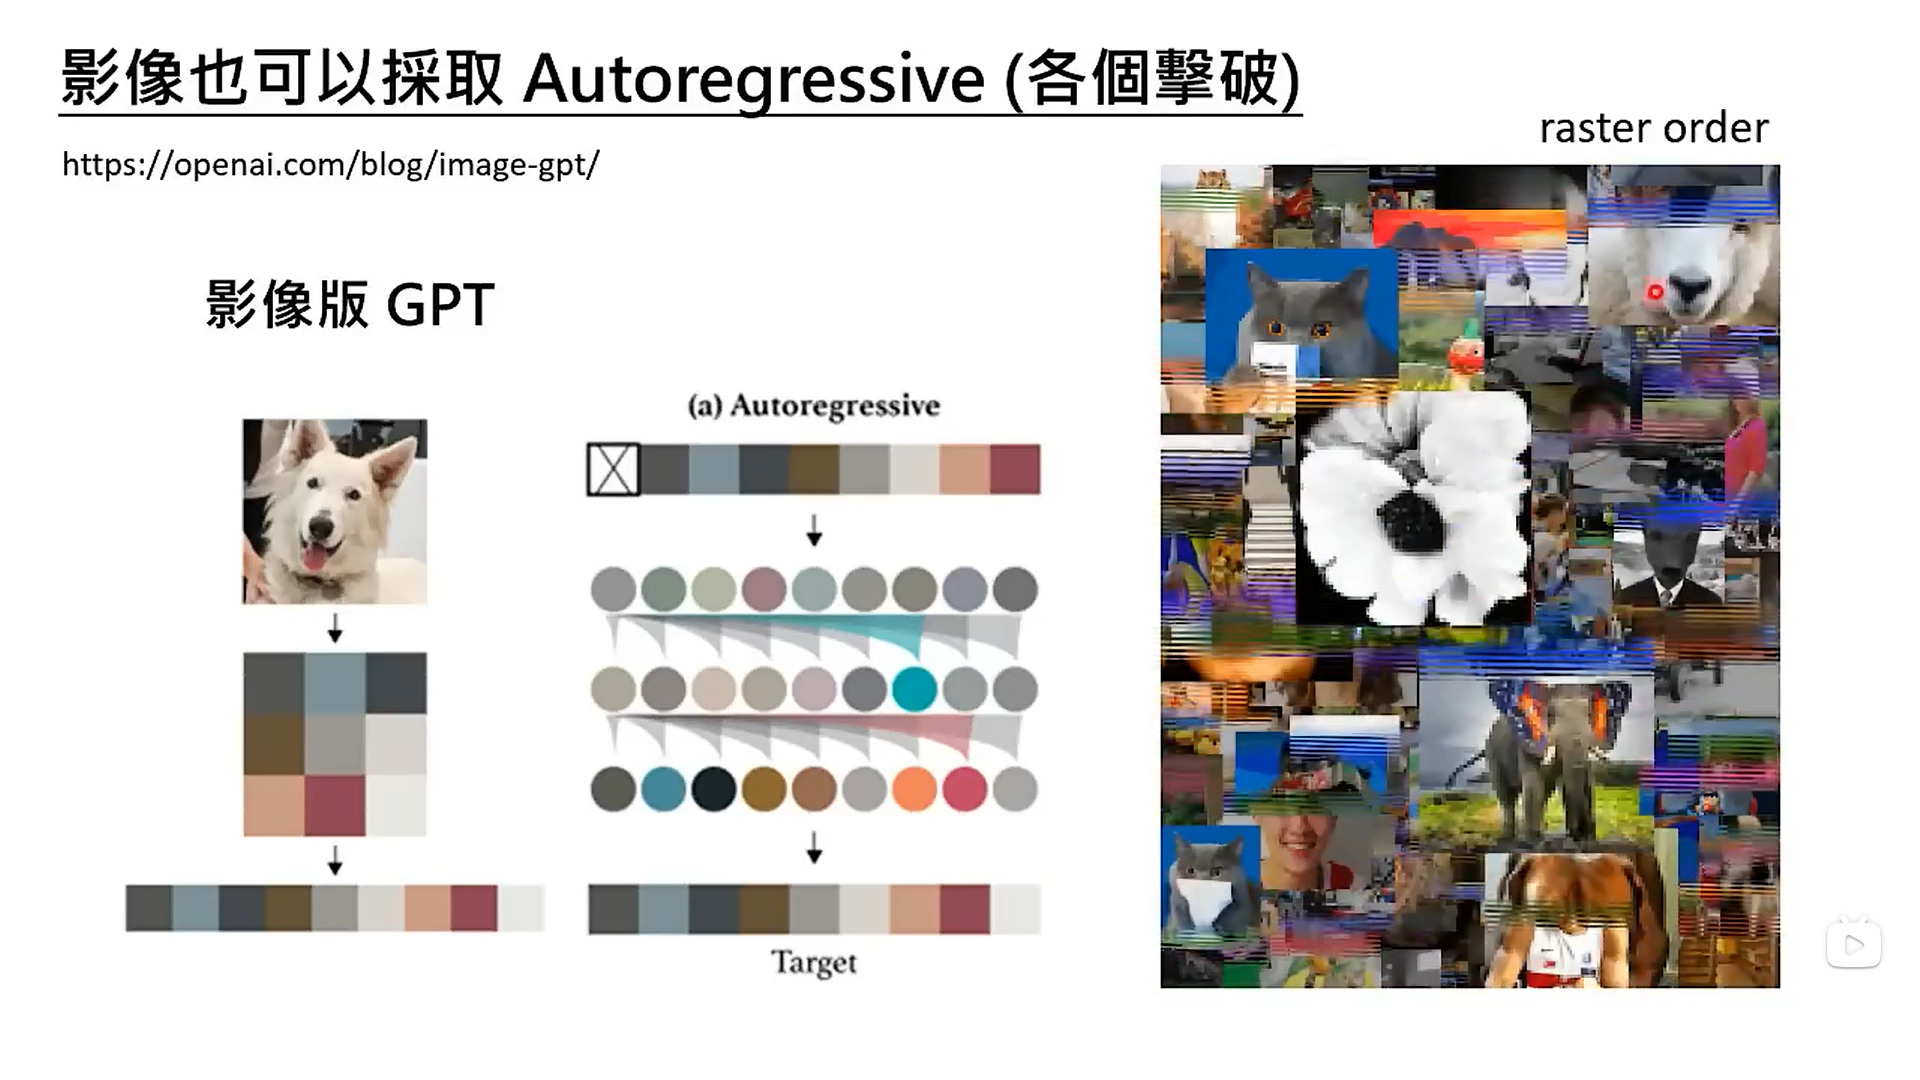 影像也可以採取 Autoregressive (各個擊破)
https://openai.com/blog/image-gpt/
raster order
影像版 GPT
(a) Autoregressive
Target